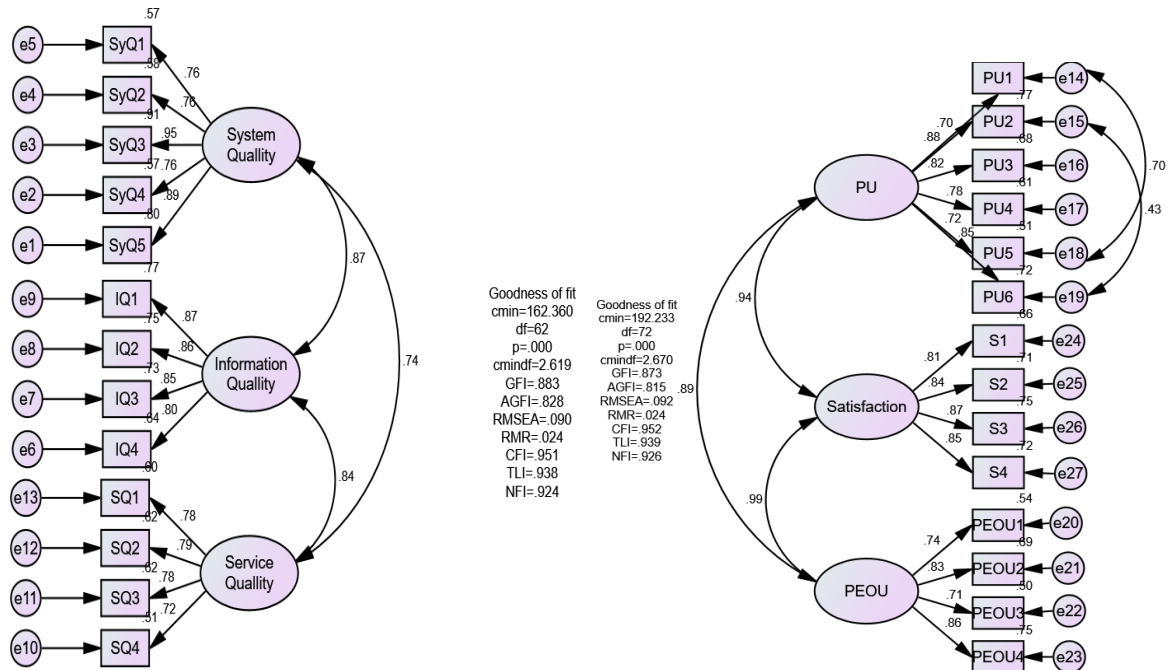 .57
e5
SyQ1
.76
.58
e4
SyQ2
.76
.91
e3
SyQ3
.95
.57
.76
e2
SyQ4
.89
.80
e1
SyQ5
System
Quallity
.77
e9
IQ1
.87
.75
e8
IQ2
.86
.73
e7
IQ3
.85
.64
.80
e6
IQ4
Information
Quallity
.60
e13
SQ1
.78
.62
e12
SQ2
.79
.62
e11
SQ3
.78
.51
.72
e10
SQ4
Service
Quallity
.87
.84
.74
Goodness of fit
cmin=162.360
df=62
p=.000
cmindf=2.619
GFI=.883
AGFI=.828
RMSEA=.090
RMR=.024
CFI=.951
TLI=.938
NFI=.924
Goodness of fit
cmin=192.233
df=72
p=.000
cmindf=2.670
GFI=.873
AGFI=.815
RMSEA=.092
RMR=.024
CFI=.952
TLI=.939
NFI=.926
.89
.94
.99
PU
PU1
e14
.77
.70
PU2
e15
.88
.68
PU3
e16
.82
.61
PU4
e17
.78
.51
PU5
e18
.72
.72
.85
PU6
e19
.66
.70
.43
Satisfaction
S1
e24
.81
.71
S2
e25
.84
.75
S3
e26
.87
.72
S4
e27
.85
.54
PEOU
PEOU1
e20
.74
.69
PEOU2
e21
.83
.50
PEOU3
e22
.71
.75
PEOU4
e23
.86